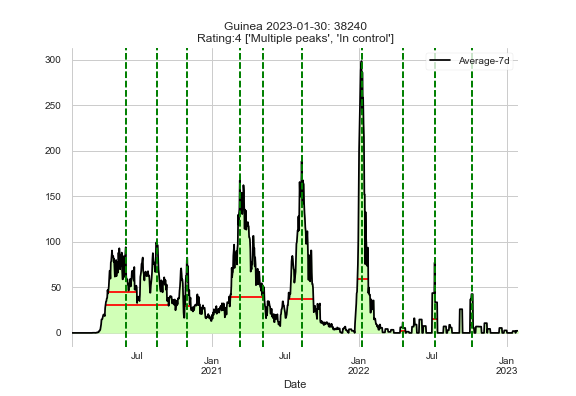 Guinea 2023-01-30: 38240
Rating:4 ['Multiple peaks', 'In control']
Average-7d
300
250
200
150
100
50
0
Jul
Jan
2021
Jul
Jan
2022
Jul
Jan
2023
Date